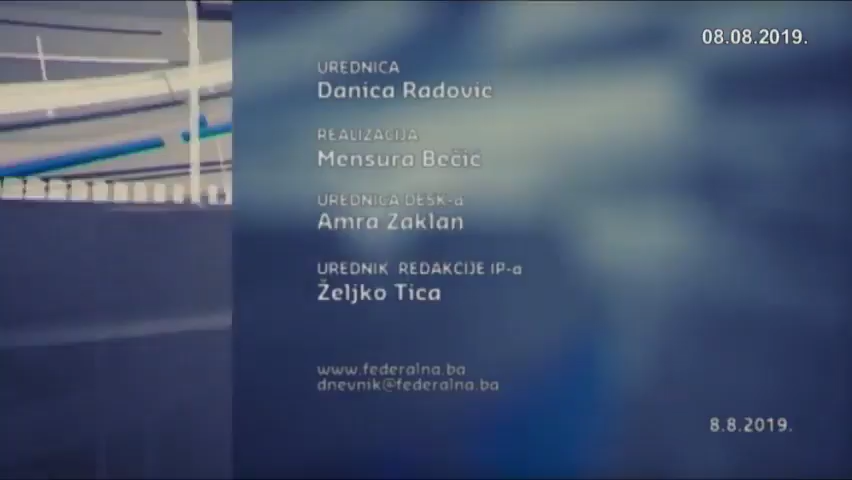 08.08.2019.
UREDNICA
Danica Radović
REALIZACIJA
Mensura Bečić
UREDNICA DESK-a
Amra Zaklan
UREDNIK REDAKCIJE IP-a
Željko Tica
www.federalna.ba
dnevnik@federalna.ba
8.8.2019.